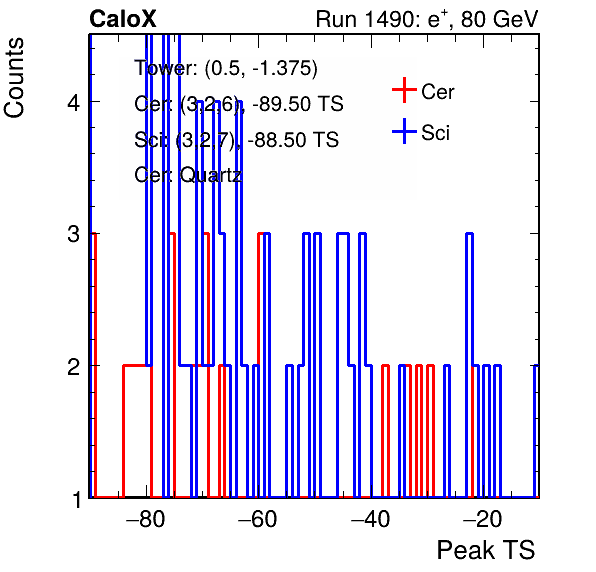 CaloX Run 1490: e+, 80 GeV
Counts
Tower: (0.5, -1.375)
Cer: (3,2,6), -89.50 TS
Sci: (3,2,7), -88.50 TS
Cer: Quartz
Cer
Sci
4
3
2
1
−80 −60 −40 −20
Peak TS